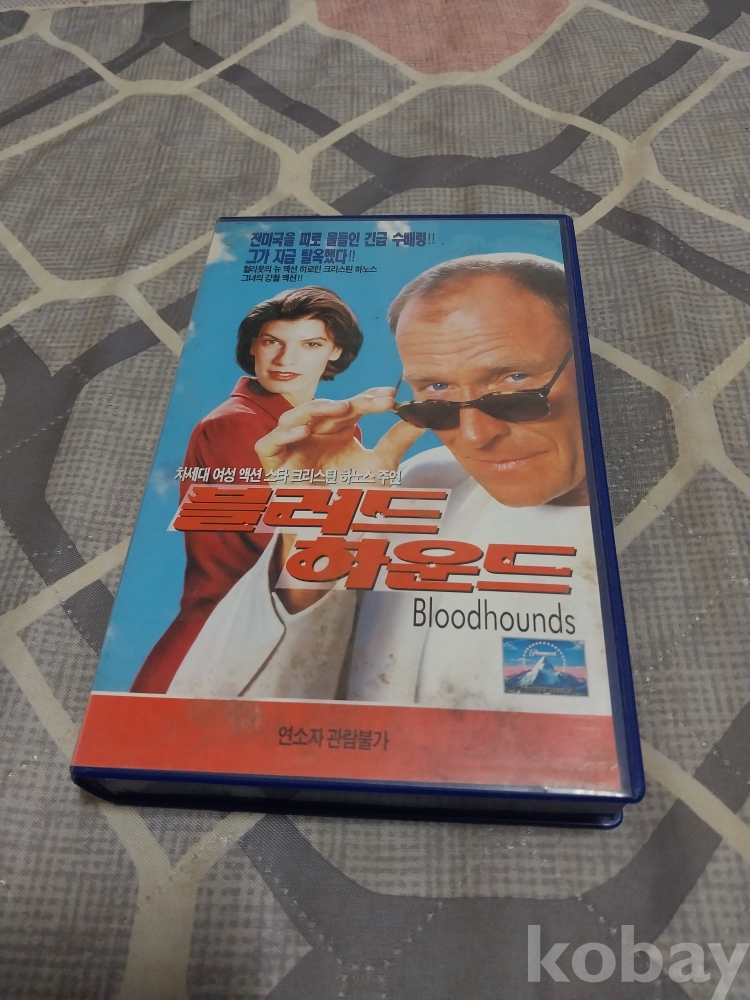 전미국을 피로 물들인 긴급 수배령!!
그가 지금 탈옥했다!!
헐리웃의 뉴 액션 히로인 크리스틴 하노스
그녀의 강철 액션!!
차세대 여성 액션 스타 크리스틴 하노스 주연
블러드
하운드
Bloodhounds
Paramount
연소자 관람불가
kobay